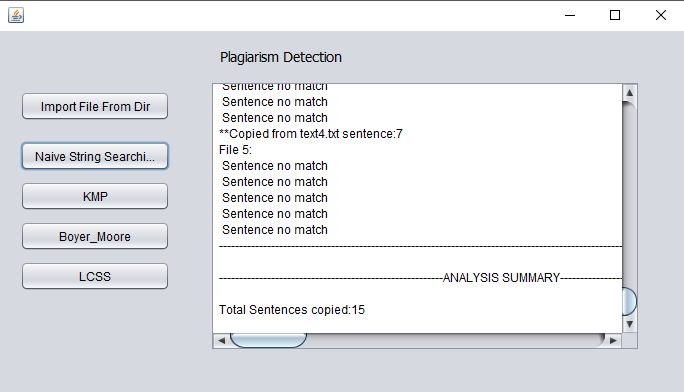 Plagiarism Detection
Import File From Dir
Naive String Searchi...
KMP
Boyer_Moore
LCSS
Sentence no match
Sentence no match
Sentence no match
**Copied from text4.txt sentence:7
File 5:
Sentence no match
Sentence no match
Sentence no match
Sentence no match
Sentence no match
--------------------------------------------------------------------------------------------------------------
------------------------------------------------------------ANALYSIS SUMMARY-----------------
Total Sentences copied:15